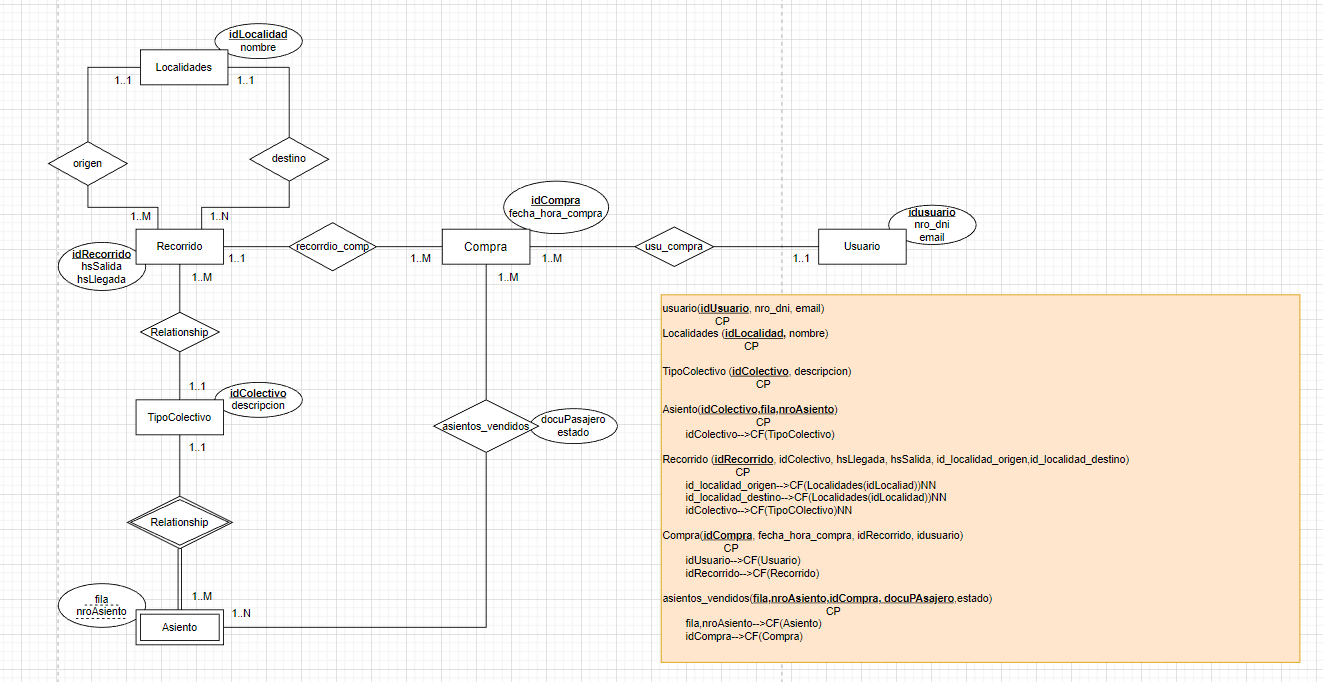 idLocalidad
nombre
Localidades
1..1
1..1
origen
destino
1..M
1..N
idCompra
fecha_hora_compra
idusuario
nro_dni
email
Recorrido
recorrdio_comp
Compra
usu_compra
Usuario
idRecorrido
hsSalida
hsLlegada
1..1
1..M
1..M
1..1
1..M
1..M
Relationship
1..1
idColectivo
descripcion
TipoColectivo
1..1
asientos_vendidos
docuPasajero
estado
Relationship
1..M
fila
nroAsiento
1..N
Asiento
usuario(idUsuario, nro_dni, email)
CP
Localidades (idLocalidad, nombre)
CP
TipoColectivo (idColectivo, descripcion)
CP
Asiento(idColectivo,fila,nroAsiento)
CP
idColectivo-->CF(TipoColectivo)
Recorrido (idRecorrido, idColectivo, hsLlegada, hsSalida, id_localidad_origen,id_localidad_destino)
CP
id_localidad_origen-->CF(Localidades(idLocaliad))NN
id_localidad_destino-->CF(Localidades(idLocalidad))NN
idColectivo-->CF(TipoCOlectivo)NN
Compra(idCompra, fecha_hora_compra, idRecorrido, idusuario)
CP
idUsuario-->CF(Usuario)
idRecorrido-->CF(Recorrido)
asientos_vendidos(fila,nroAsiento,idCompra, docuPAsajero,estado)
CP
fila,nroAsiento-->CF(Asiento)
idCompra-->CF(Compra)